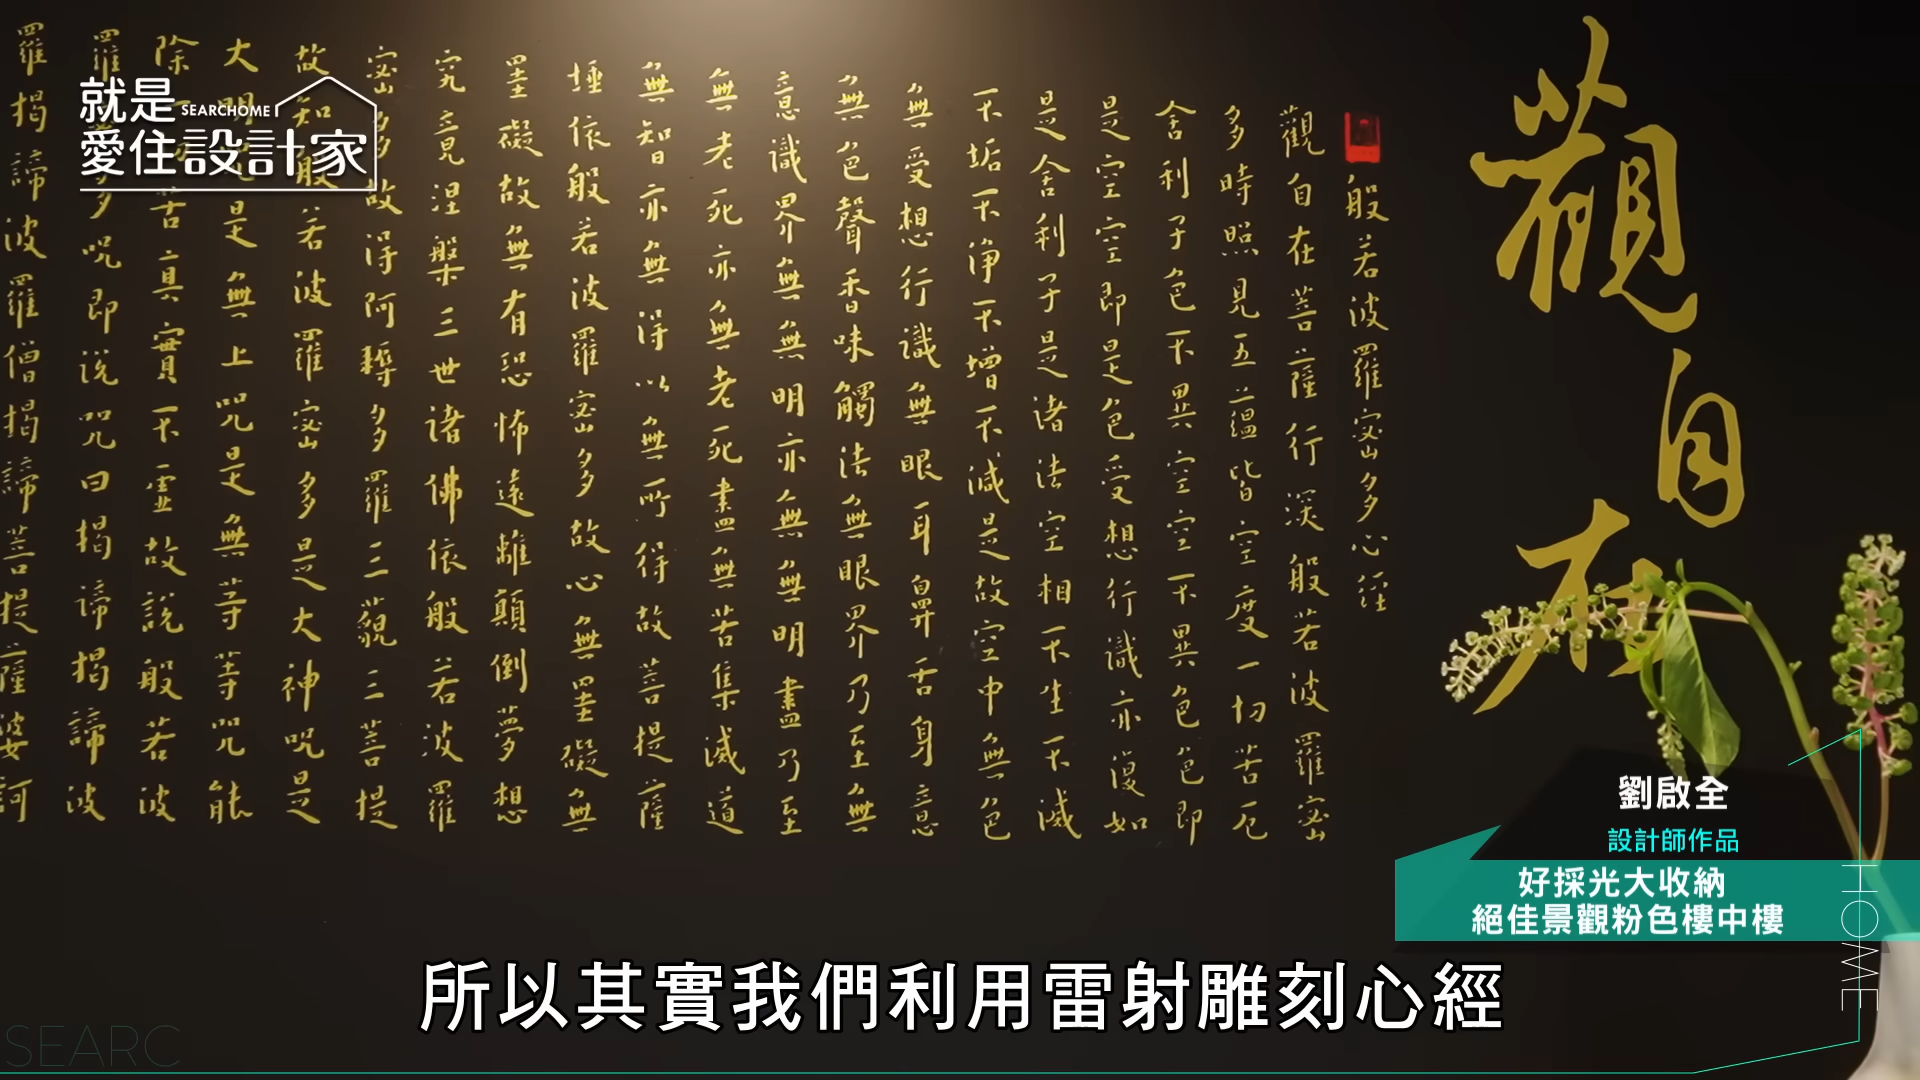 就是
SEARCHOME
愛住設計家
觀自在
般若波羅密多心經
觀自在菩薩行深般若波羅密
多時照見五蘊皆空度一切苦厄
舍利子色不異空空不異色色即
是空空即是色受想行識亦復如
是舍利子是諸法空相不生不滅
不垢不淨不增不減是故空中無色
無受想行識無眼耳鼻舌身意
無色聲香味觸法無眼界乃至無
意識界無無明亦無無明盡乃至
無老死亦無老死盡無苦集滅道
無智亦無得以無所得故菩提薩
埵依般若波羅密多故心無罣礙無
罣礙故無有恐怖遠離顛倒夢想
究竟涅槃三世諸佛依般若波羅
密多故得阿耨多羅三藐三菩提
故知般若波羅密多是大神咒是
大明咒是無上咒是無等等咒能
除一切苦真實不虛故說般若波
羅密多咒即說咒曰揭諦揭諦波
羅揭諦波羅僧揭諦菩提薩婆訶
劉啟全
設計師作品
好採光大收納
絕佳景觀粉色樓中樓
HOME
所以其實我們利用雷射雕刻心經
SEARC